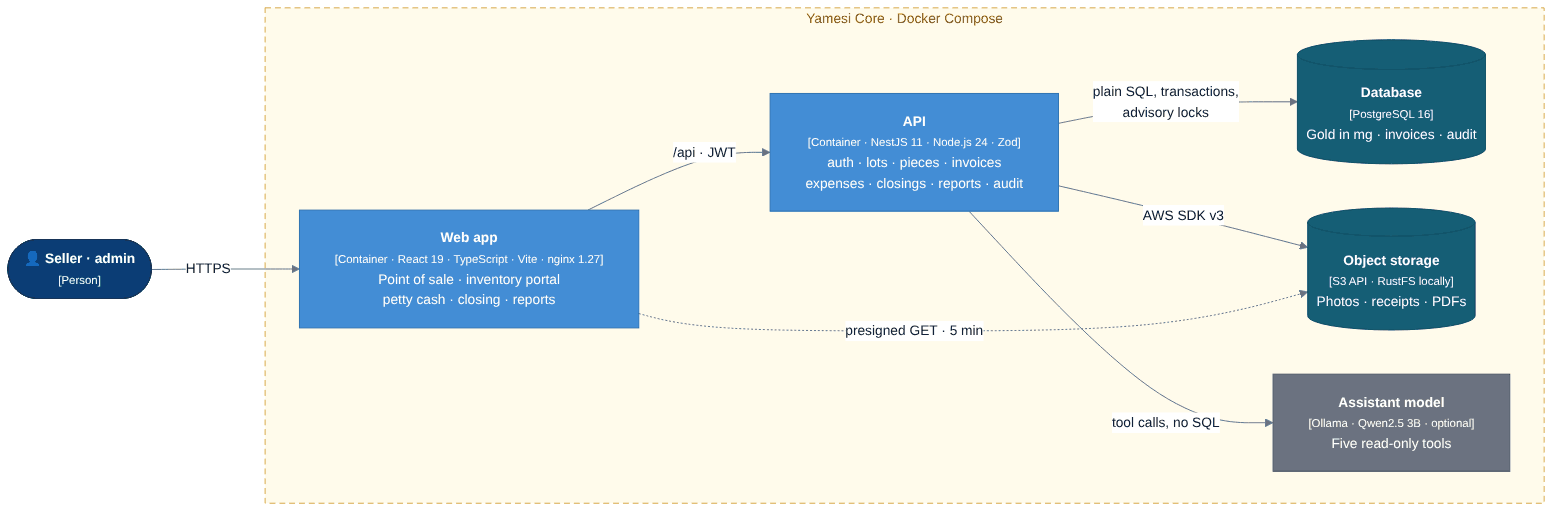 Yamesi Core · Docker Compose
👤 Seller · admin
[Person]
HTTPS
Web app
[Container · React 19 · TypeScript · Vite · nginx 1.27]
Point of sale · inventory portal
petty cash · closing · reports
/api · JWT
API
[Container · NestJS 11 · Node.js 24 · Zod]
auth · lots · pieces · invoices
expenses · closings · reports · audit
plain SQL, transactions,
advisory locks
Database
[PostgreSQL 16]
Gold in mg · invoices · audit
AWS SDK v3
Object storage
[S3 API · RustFS locally]
Photos · receipts · PDFs
presigned GET · 5 min
tool calls, no SQL
Assistant model
[Ollama · Qwen2.5 3B · optional]
Five read-only tools